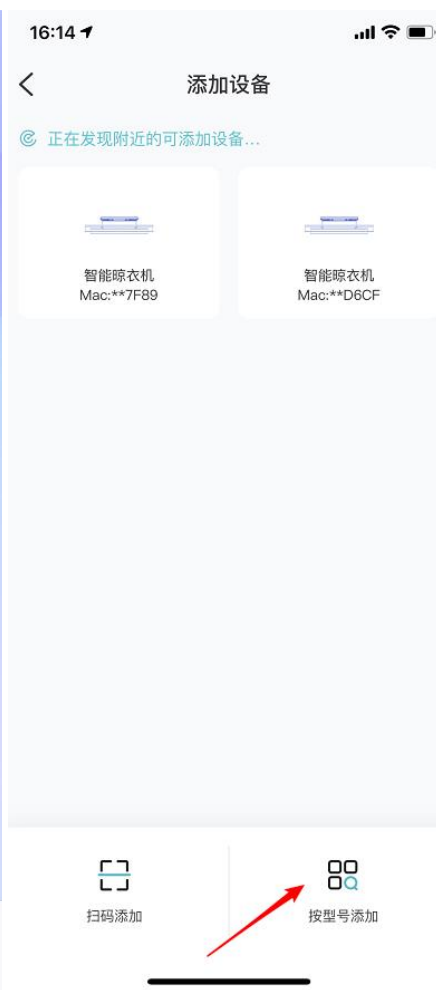 16:14
添加设备
正在发现附近的可添加设备...
智能晾衣机
Mac:**7F89
智能晾衣机
Mac:**D6CF
扫码添加
按型号添加